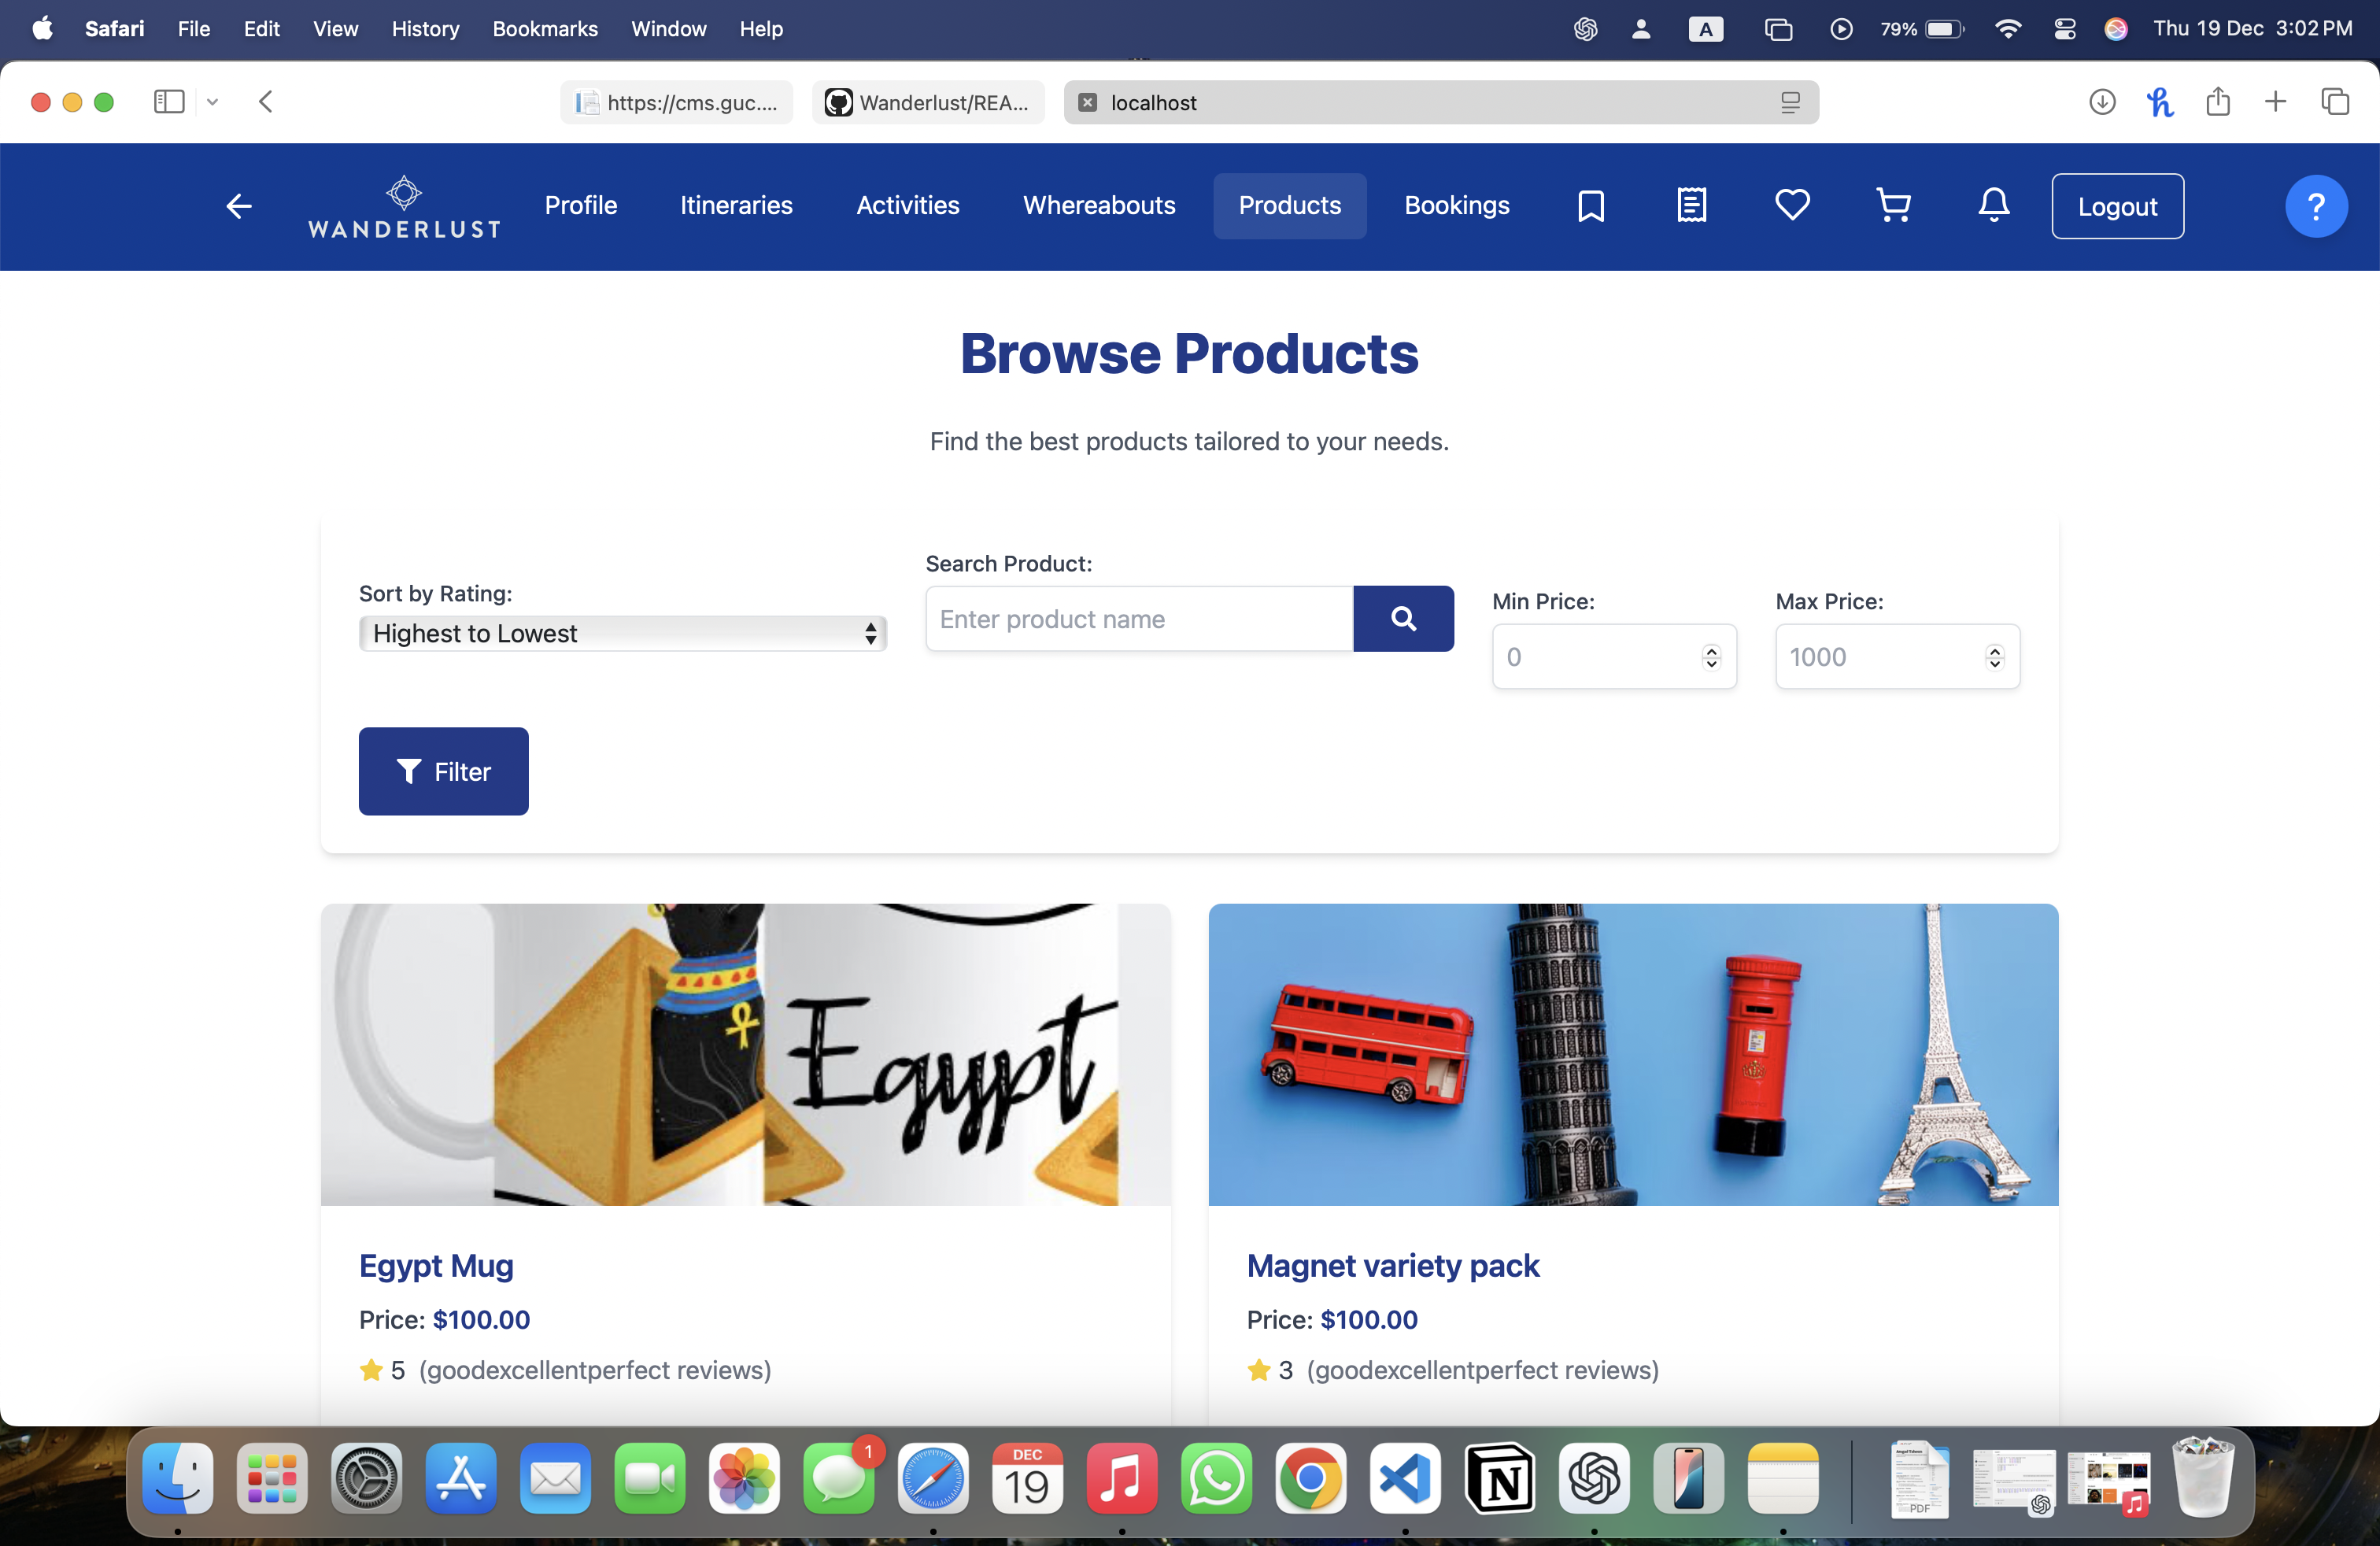 Safari File Edit View History Bookmarks Window Help A 79% Thu 19 Dec 3:02 PM
https://cms.guc.... Wanderlust/REA... localhost
WANDERLUST Profile Itineraries Activities Whereabouts Products Bookings Logout ?
Browse Products
Find the best products tailored to your needs.
Sort by Rating:
Highest to Lowest
Search Product:
Enter product name
Min Price:
0
Max Price:
1000
Filter
Egypt
Egypt Mug
Price: $100.00
5 (goodexcellentperfect reviews)
Magnet variety pack
Price: $100.00
3 (goodexcellentperfect reviews)
1
DEC
19
PDF